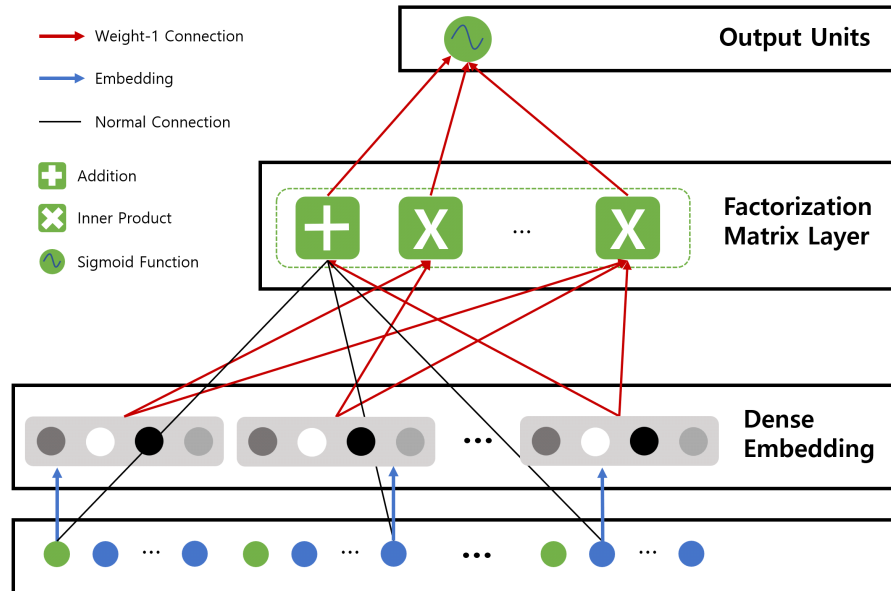 Weight-1 Connection
Embedding
Normal Connection
Addition
Inner Product
Sigmoid Function
Output Units
Factorization
Matrix Layer
...
Dense
Embedding
...
... ... ... ...